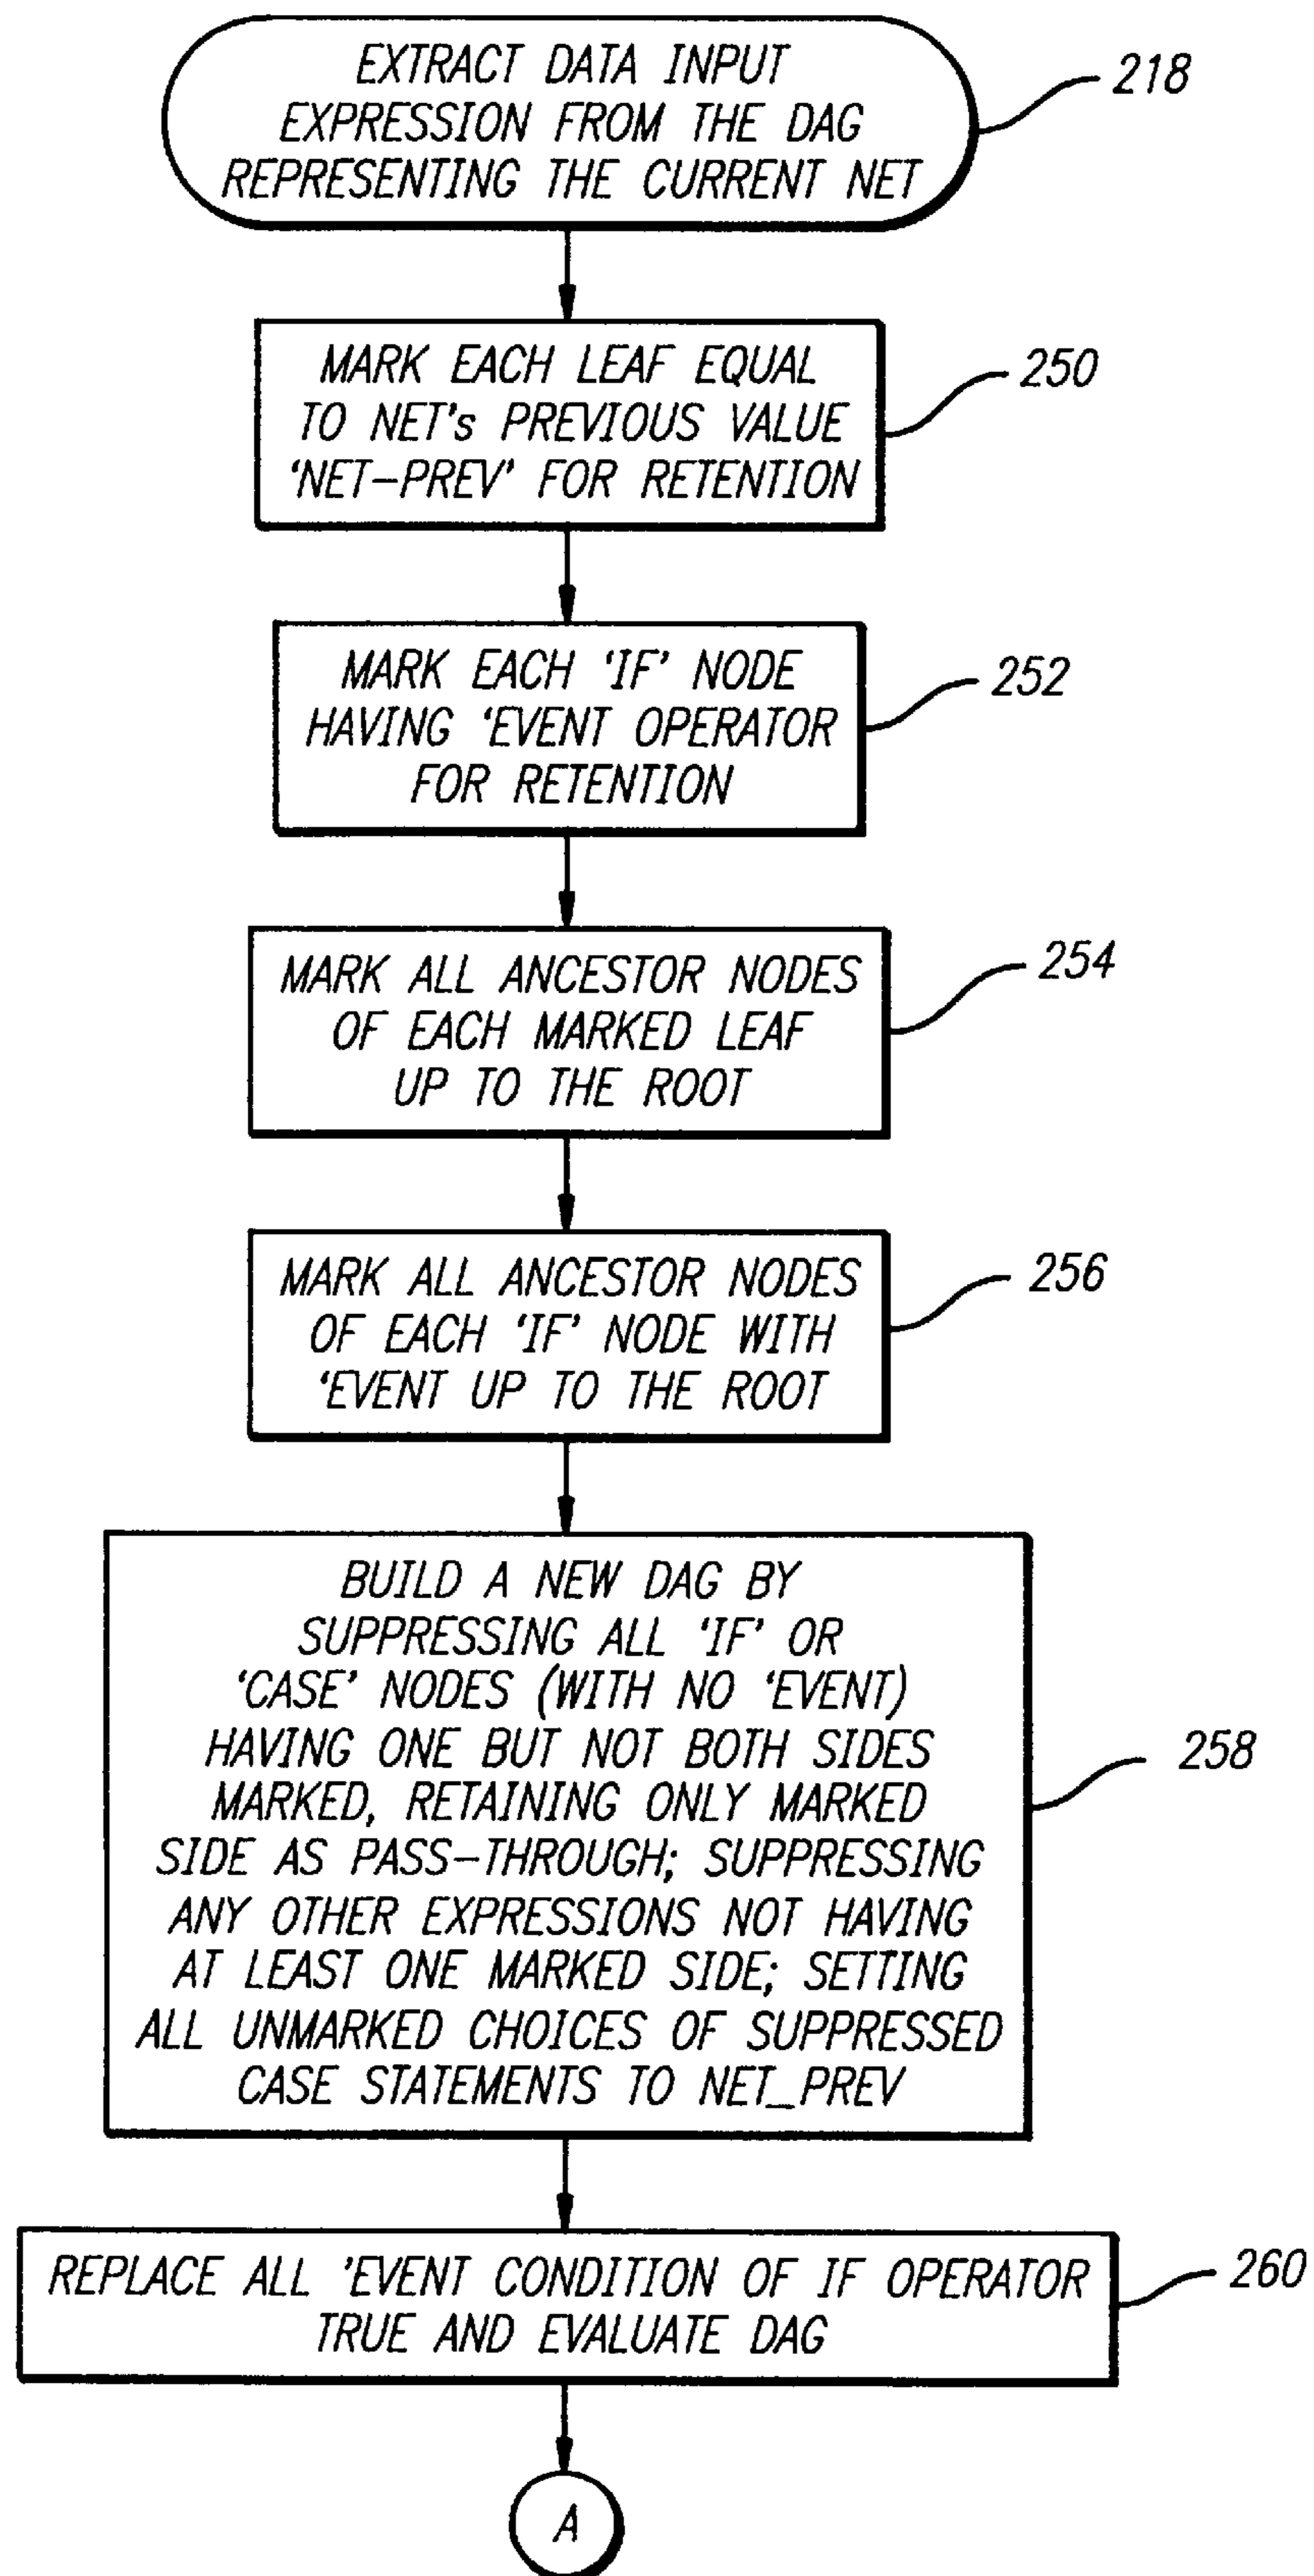 EXTRACT DATA INPUT
EXPRESSION FROM THE DAG
REPRESENTING THE CURRENT NET
218
MARK EACH LEAF EQUAL
TO NET's PREVIOUS VALUE
'NET-PREV' FOR RETENTION
250
MARK EACH 'IF' NODE
HAVING 'EVENT OPERATOR
FOR RETENTION
252
MARK ALL ANCESTOR NODES
OF EACH MARKED LEAF
UP TO THE ROOT
254
MARK ALL ANCESTOR NODES
OF EACH 'IF' NODE WITH
'EVENT UP TO THE ROOT
256
BUILD A NEW DAG BY
SUPPRESSING ALL 'IF' OR
'CASE' NODES (WITH NO 'EVENT)
HAVING ONE BUT NOT BOTH SIDES
MARKED, RETAINING ONLY MARKED
SIDE AS PASS-THROUGH; SUPPRESSING
ANY OTHER EXPRESSIONS NOT HAVING
AT LEAST ONE MARKED SIDE; SETTING
ALL UNMARKED CHOICES OF SUPPRESSED
CASE STATEMENTS TO NET_PREV
258
REPLACE ALL 'EVENT CONDITION OF IF OPERATOR
TRUE AND EVALUATE DAG
260
A